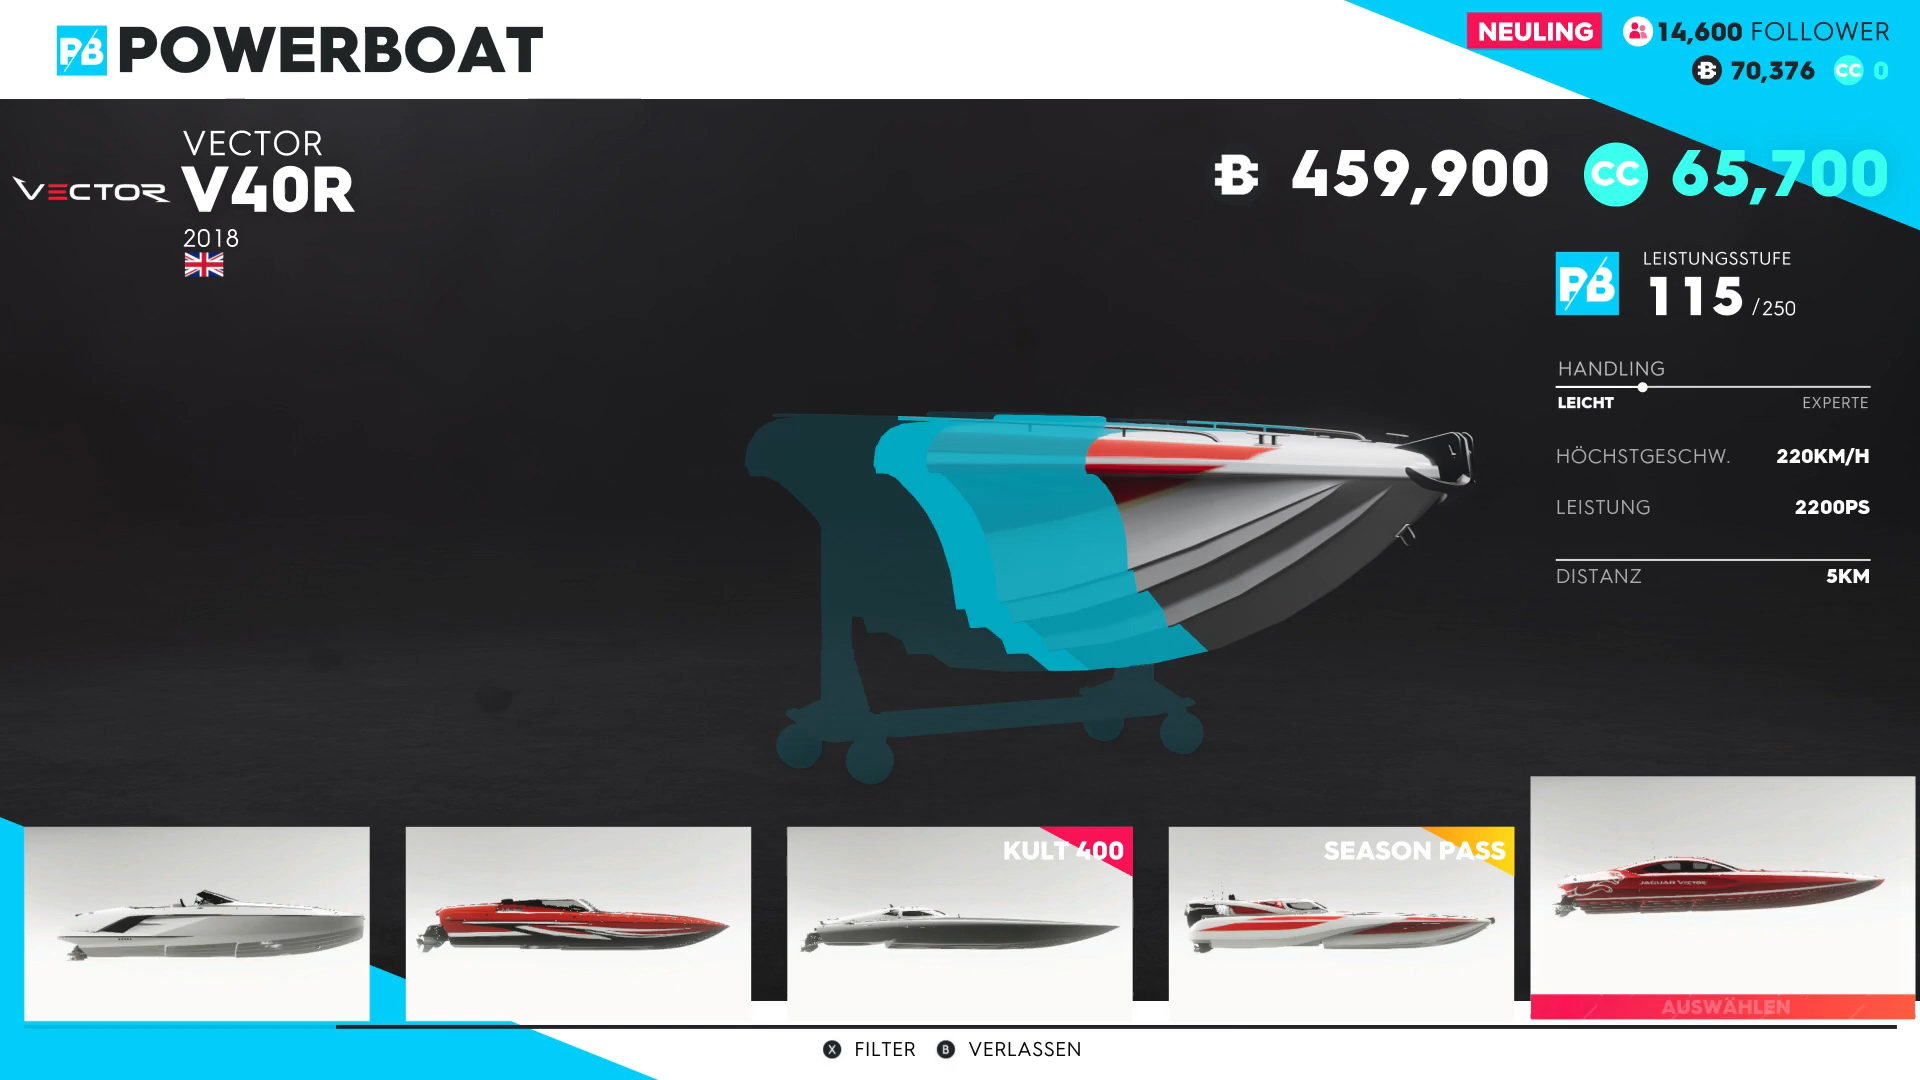 PB POWERBOAT
NEULING 14,600 FOLLOWER
70,376 CC 0
VECTOR
VECTOR
V40R
2018
459,900 CC 65,700
PB
LEISTUNGSSTUFE
115 /250
HANDLING
LEICHT EXPERTE
HÖCHSTGESCHW. 220KM/H
LEISTUNG 2200PS
DISTANZ 5KM
KULT 400
SEASON PASS
JAGUAR VECTOR
AUSWÄHLEN
X FILTER B VERLASSEN